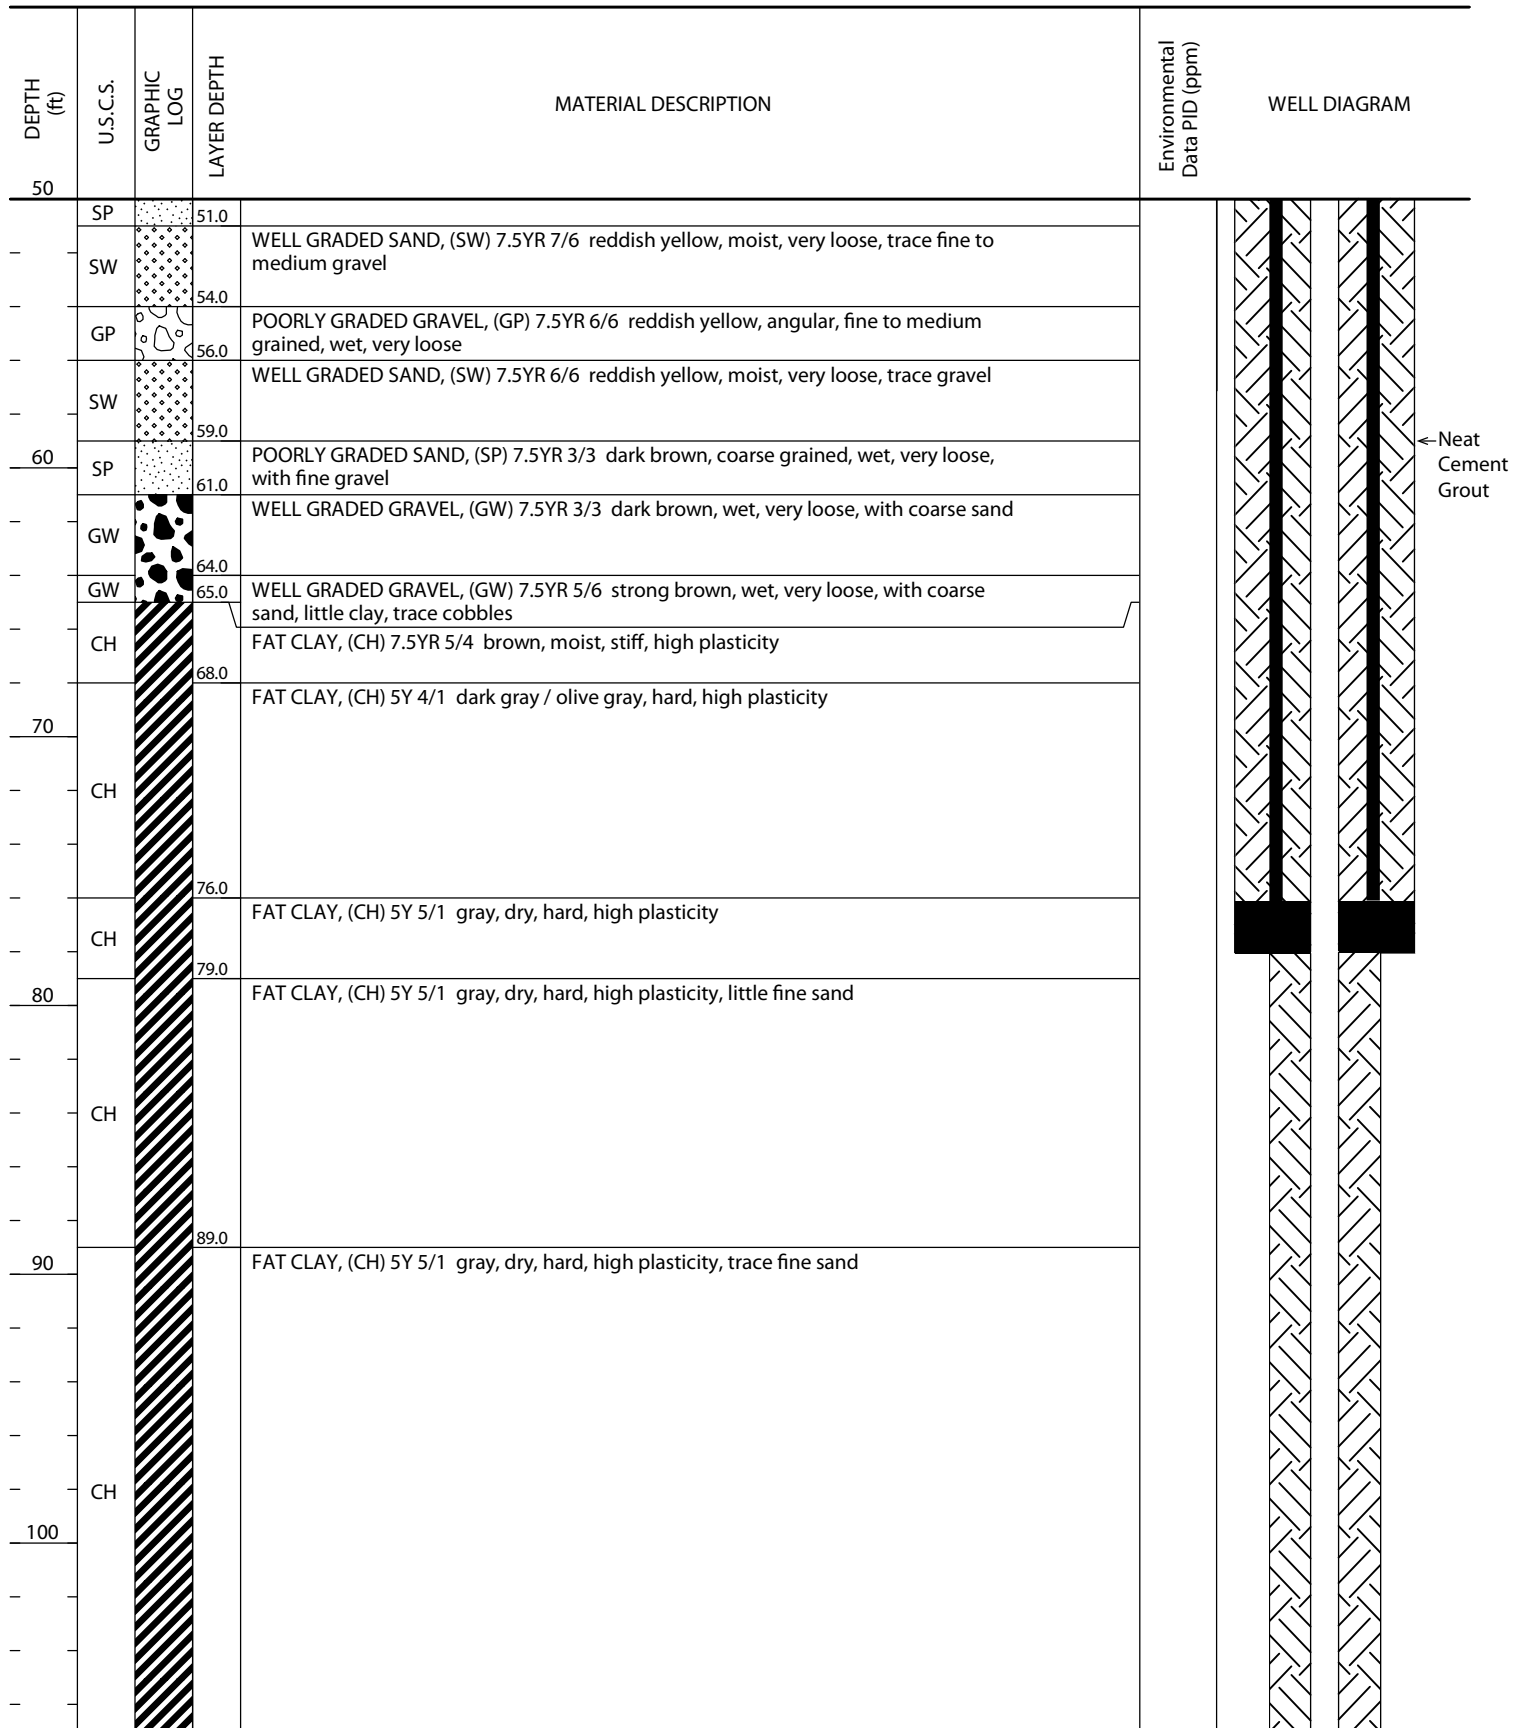 DEPTH
(ft)
U.S.C.S.
GRAPHIC
LOG
LAYER DEPTH
MATERIAL DESCRIPTION
Environmental
Data PID (ppm)
WELL DIAGRAM
50
SP
51.0
WELL GRADED SAND, (SW) 7.5YR 7/6 reddish yellow, moist, very loose, trace fine to
medium gravel
SW
54.0
POORLY GRADED GRAVEL, (GP) 7.5YR 6/6 reddish yellow, angular, fine to medium
grained, wet, very loose
GP
56.0
WELL GRADED SAND, (SW) 7.5YR 6/6 reddish yellow, moist, very loose, trace gravel
SW
59.0
Neat
Cement
Grout
60
SP
POORLY GRADED SAND, (SP) 7.5YR 3/3 dark brown, coarse grained, wet, very loose,
with fine gravel
61.0
WELL GRADED GRAVEL, (GW) 7.5YR 3/3 dark brown, wet, very loose, with coarse sand
GW
64.0
GW
65.0
WELL GRADED GRAVEL, (GW) 7.5YR 5/6 strong brown, wet, very loose, with coarse
sand, little clay, trace cobbles
CH
FAT CLAY, (CH) 7.5YR 5/4 brown, moist, stiff, high plasticity
68.0
FAT CLAY, (CH) 5Y 4/1 dark gray / olive gray, hard, high plasticity
70
CH
76.0
FAT CLAY, (CH) 5Y 5/1 gray, dry, hard, high plasticity
CH
79.0
FAT CLAY, (CH) 5Y 5/1 gray, dry, hard, high plasticity, little fine sand
80
CH
89.0
FAT CLAY, (CH) 5Y 5/1 gray, dry, hard, high plasticity, trace fine sand
90
CH
100